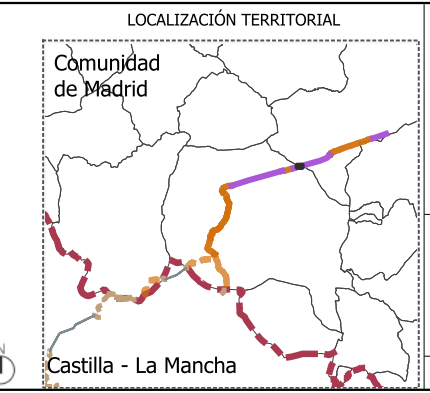 LOCALIZACIÓN TERRITORIAL
Comunidad
de Madrid
N
Castilla - La Mancha